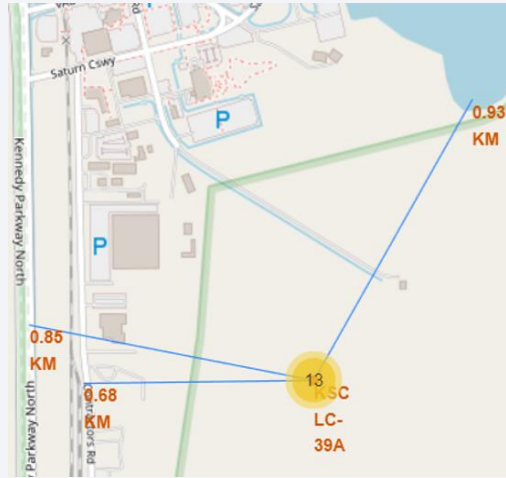 P
Saturn Cswy
P
Kennedy Parkway North
P
0.93
KM
0.85
KM
0.68
KM
13
KSC
LC-
39A
Parkway North
Rd